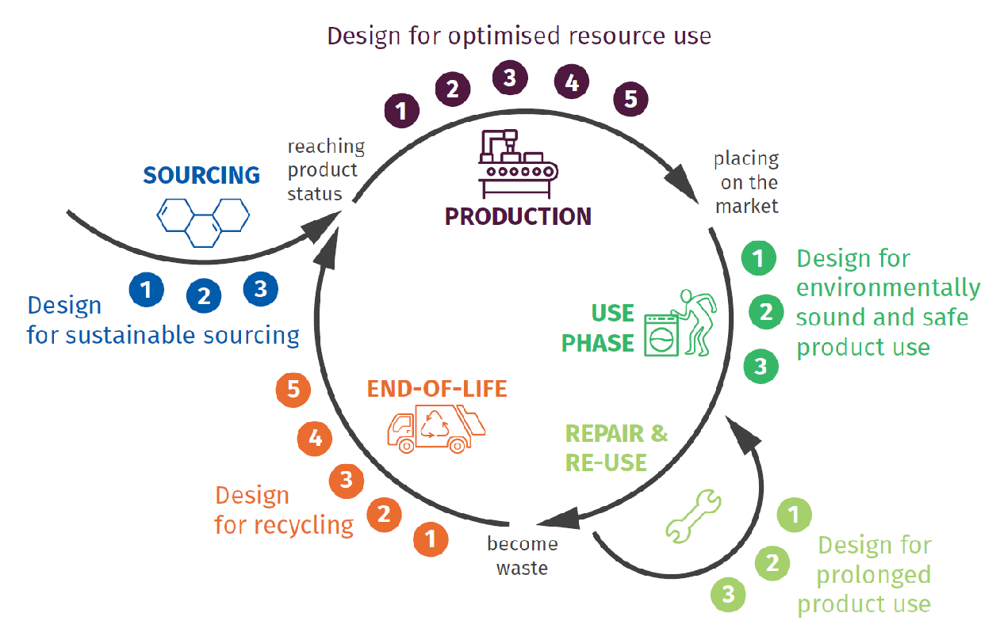 Design for optimised resource use
1
2
3
4
5
reaching
product
status
SOURCING
PRODUCTION
placing
on the
market
1
2
3
Design
for sustainable sourcing
USE
PHASE
1
2
3
Design for
environmentally
sound and safe
product use
REPAIR &
RE-USE
1
2
3
Design for
prolonged
product use
become
waste
END-OF-LIFE
5
4
3
2
1
Design
for recycling